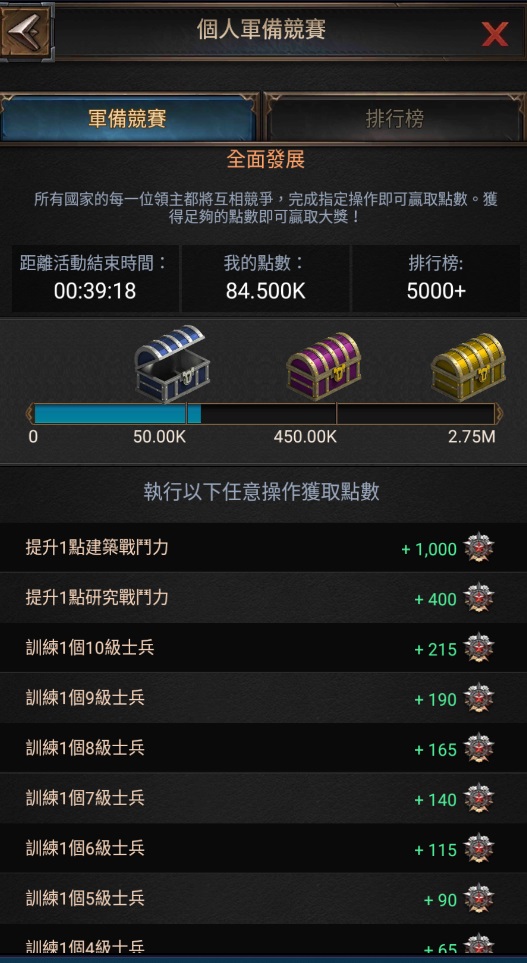 個人軍備競賽
軍備競賽
排行榜
全面發展
所有國家的每一位領主都將互相競爭，完成指定操作即可贏取點數。獲
得足夠的點數即可贏取大獎！
距離活動結束時間：
00:39:18
我的點數：
84.500K
排行榜:
5000+
0
50.00K
450.00K
2.75M
執行以下任意操作獲取點數
提升1點建築戰鬥力
+ 1,000
提升1點研究戰鬥力
+ 400
訓練1個10級士兵
+ 215
訓練1個9級士兵
+ 190
訓練1個8級士兵
+ 165
訓練1個7級士兵
+ 140
訓練1個6級士兵
+ 115
訓練1個5級士兵
+ 90
訓練1個4級士兵
+ 65